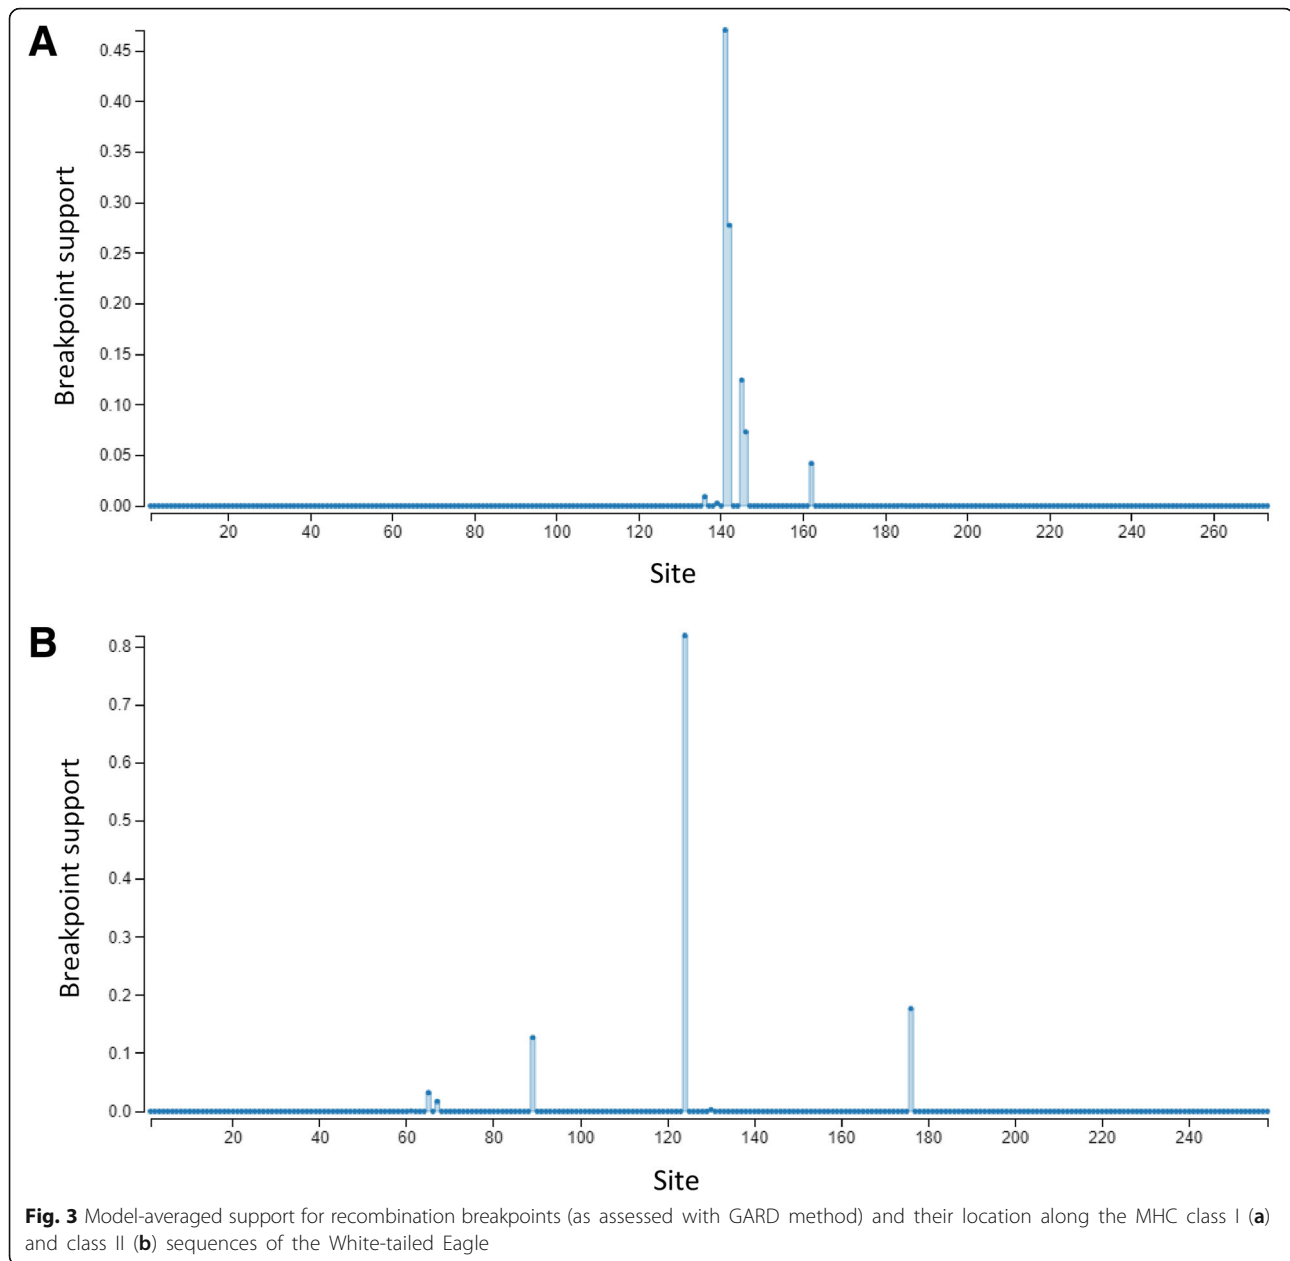 A
0.45
0.40
0.35
0.30
0.25
0.20
0.15
0.10
0.05
0.00
Breakpoint support
20 40 60 80 100 120 140 160 180 200 220 240 260
Site
B
0.8
0.7
0.6
0.5
0.4
0.3
0.2
0.1
0.0
Breakpoint support
20 40 60 80 100 120 140 160 180 200 220 240
Site
Fig. 3 Model-averaged support for recombination breakpoints (as assessed with GARD method) and their location along the MHC class I (a)
and class II (b) sequences of the White-tailed Eagle